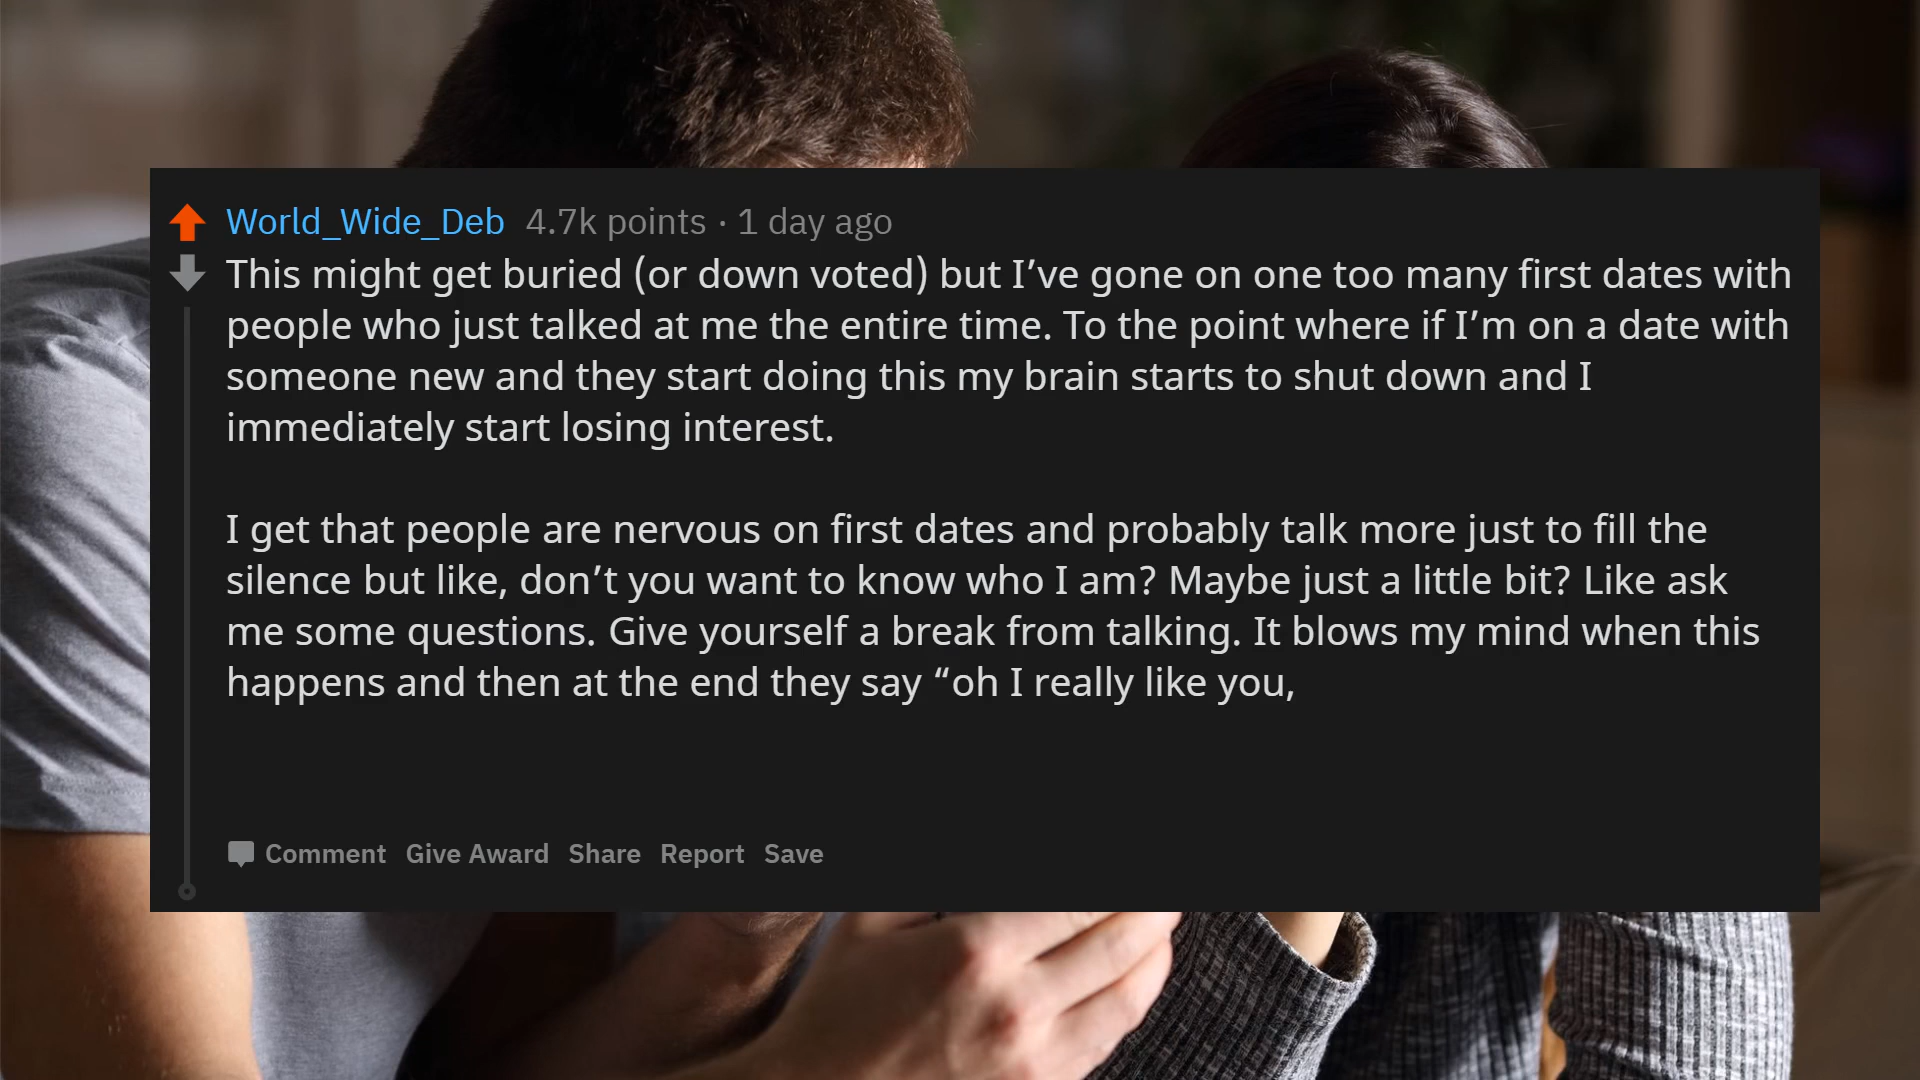 World_Wide_Deb 4.7k points · 1 day ago
This might get buried (or down voted) but I’ve gone on one too many first dates with
people who just talked at me the entire time. To the point where if I’m on a date with
someone new and they start doing this my brain starts to shut down and I
immediately start losing interest.
I get that people are nervous on first dates and probably talk more just to fill the
silence but like, don’t you want to know who I am? Maybe just a little bit? Like ask
me some questions. Give yourself a break from talking. It blows my mind when this
happens and then at the end they say “oh I really like you,
Comment Give Award Share Report Save